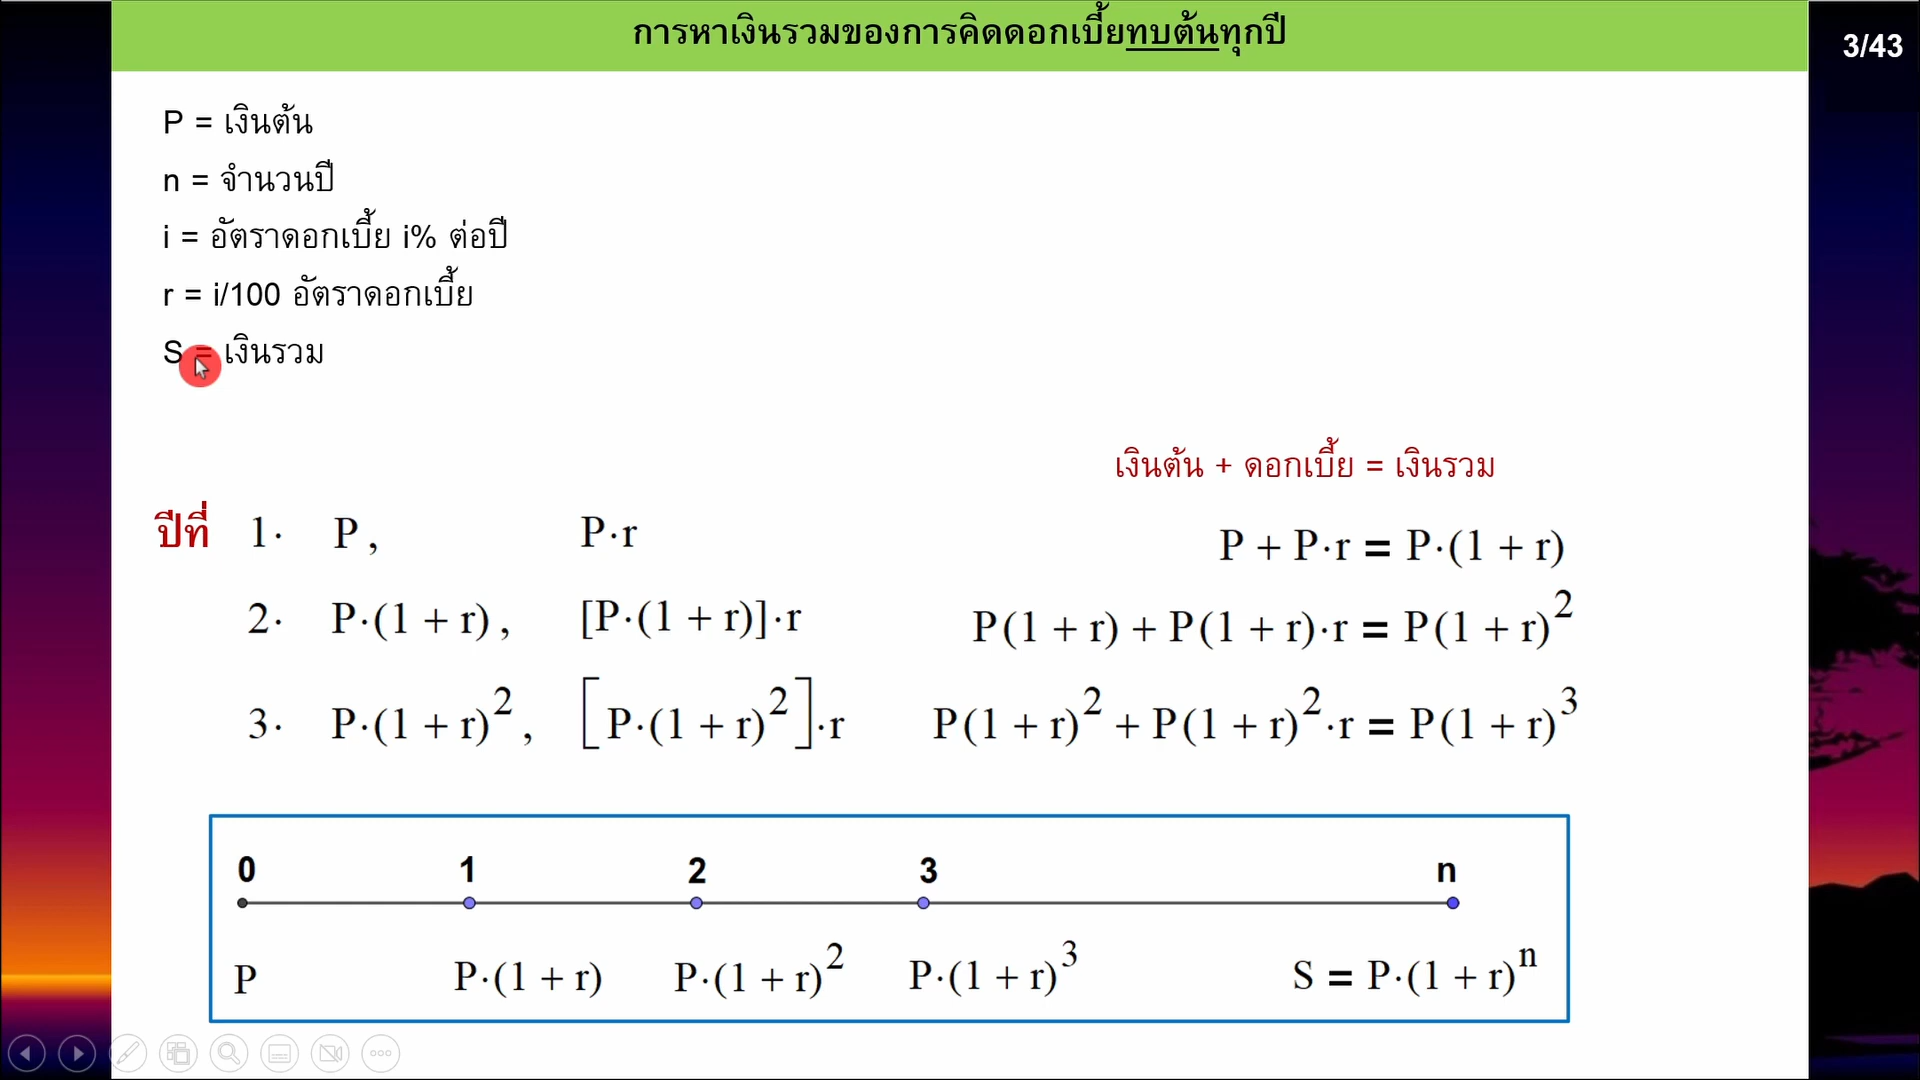 การหาเงินรวมของการคิดดอกเบี้ยทบต้นทุกปี
3/43
P = เงินต้น
n = จำนวนปี
i = อัตราดอกเบี้ย i% ต่อปี
r = i/100 อัตราดอกเบี้ย
S = เงินรวม
เงินต้น + ดอกเบี้ย = เงินรวม
ปีที่ 1· P , P·r P + P·r = P·(1 + r)
2· P·(1 + r) , [P·(1 + r)]·r P(1 + r) + P(1 + r)·r = P(1 + r)²
3· P·(1 + r)² , [P·(1 + r)²]·r P(1 + r)² + P(1 + r)²·r = P(1 + r)³
0 1 2 3 n
P P·(1 + r) P·(1 + r)² P·(1 + r)³ S = P·(1 + r)ⁿ